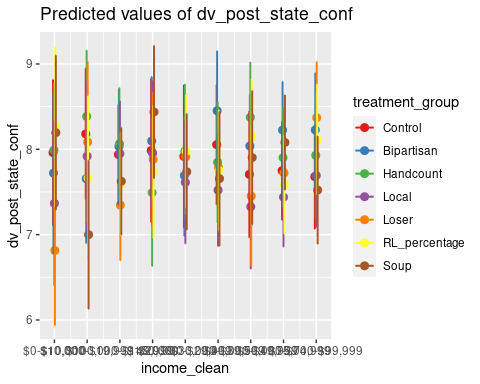 Predicted values of dv_post_state_conf
dv_post_state_conf
9
8
7
6
income_clean
treatment_group
Control
Bipartisan
Handcount
Local
Loser
RL_percentage
Soup